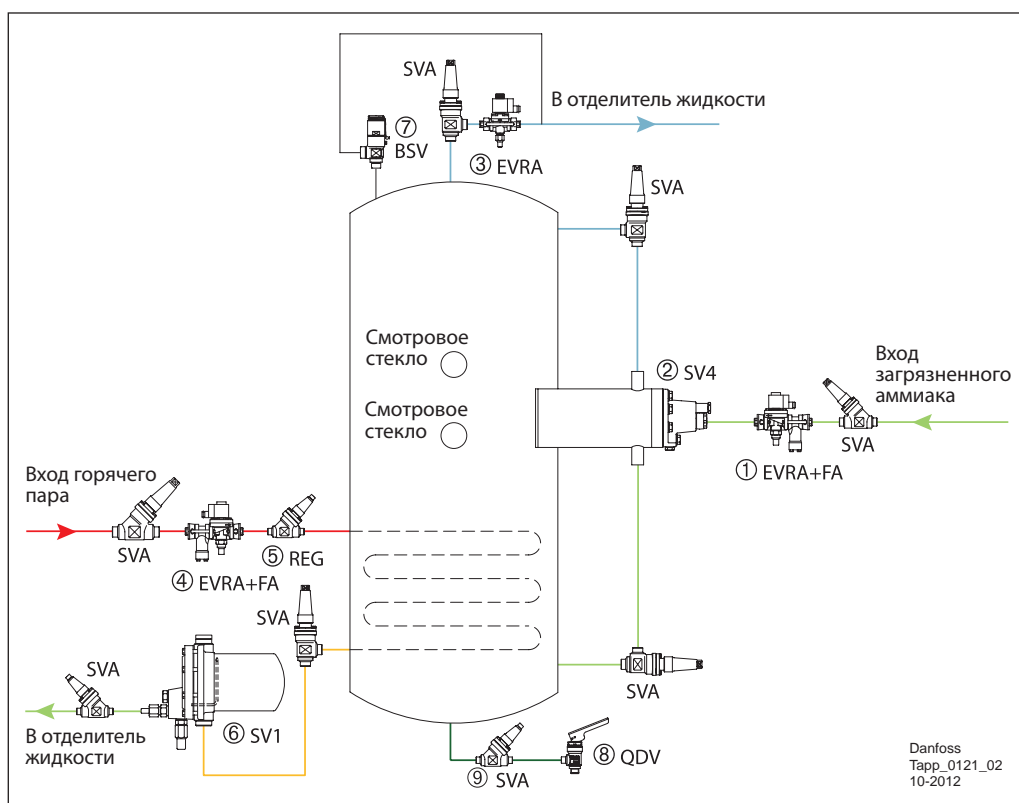 SVA
В отделитель жидкости
⑦
BSV
③ EVRA
SVA
Смотровое
стекло
② SV4
Вход
загрязненного
аммиака
Смотровое
стекло
SVA
① EVRA+FA
Вход горячего
пара
SVA
⑤ REG
④ EVRA+FA
SVA
SVA
SVA
⑥ SV1
В отделитель
жидкости
⑧ QDV
⑨ SVA
Danfoss
Tapp_0121_02
10-2012